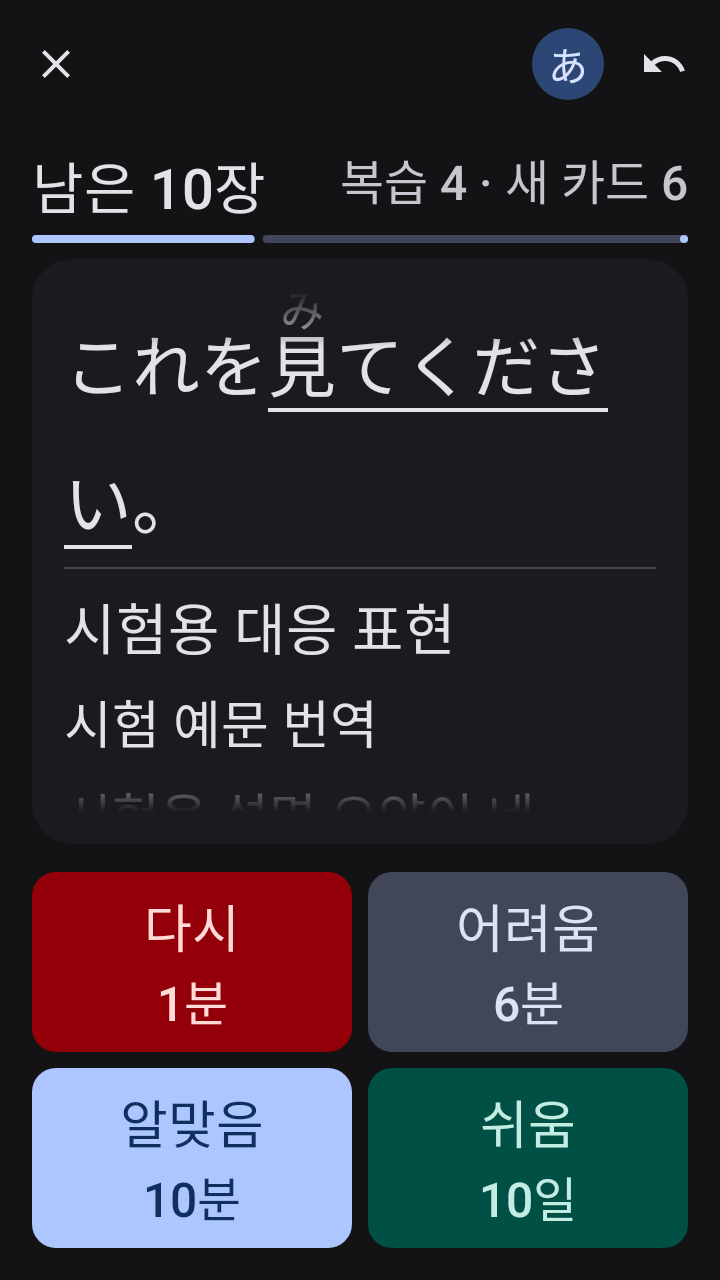 あ
남은 10장
복습 4 · 새 카드 6
み
これを見てくださ
い。
시험용 대응 표현
시험 예문 번역
다시
1분
어려움
6분
알맞음
10분
쉬움
10일